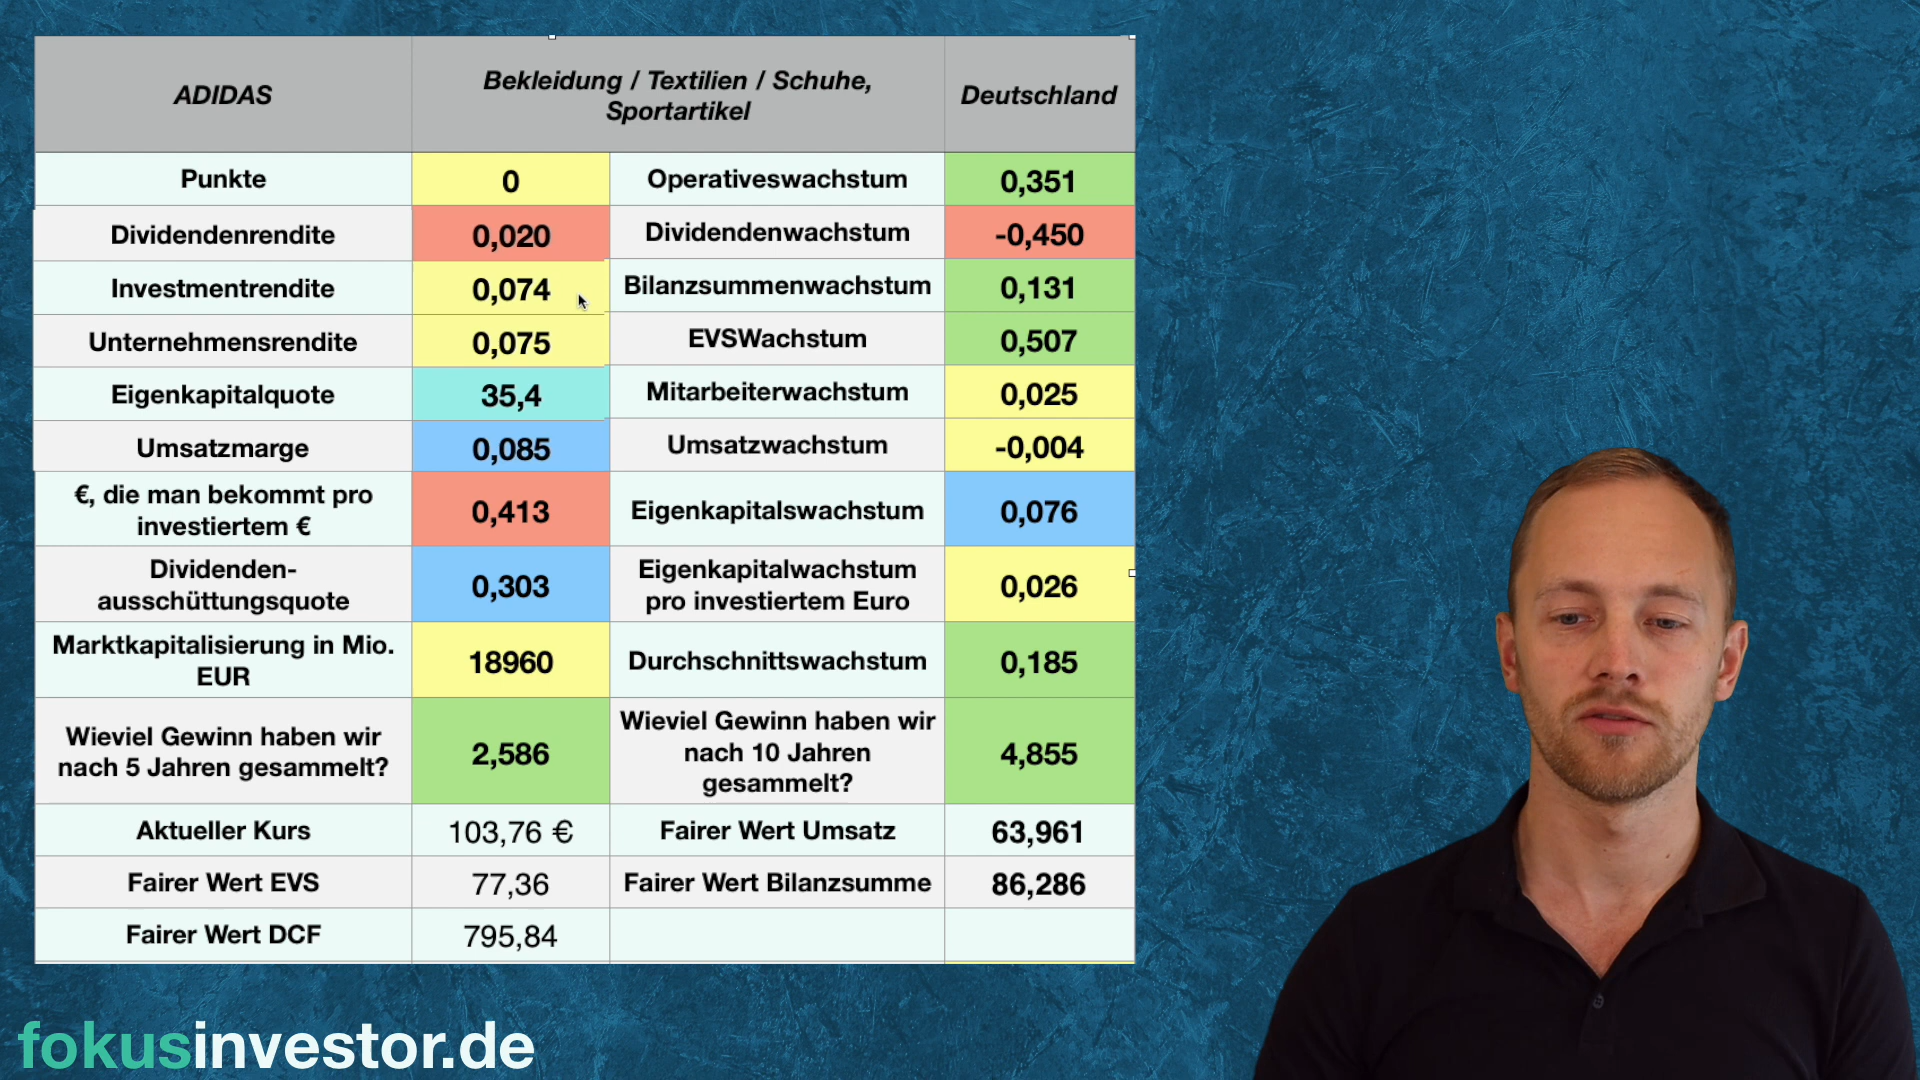 ADIDAS
Bekleidung / Textilien / Schuhe,
Sportartikel
Deutschland
Punkte
0
Operativeswachstum
0,351
Dividendenrendite
0,020
Dividendenwachstum
-0,450
Investmentrendite
0,074
Bilanzsummenwachstum
0,131
Unternehmensrendite
0,075
EVSWachstum
0,507
Eigenkapitalquote
35,4
Mitarbeiterwachstum
0,025
Umsatzmarge
0,085
Umsatzwachstum
-0,004
€, die man bekommt pro
investiertem €
0,413
Eigenkapitalswachstum
0,076
Dividenden-
ausschüttungsquote
0,303
Eigenkapitalwachstum
pro investiertem Euro
0,026
Marktkapitalisierung in Mio.
EUR
18960
Durchschnittswachstum
0,185
Wieviel Gewinn haben wir
nach 5 Jahren gesammelt?
2,586
Wieviel Gewinn haben wir
nach 10 Jahren
gesammelt?
4,855
Aktueller Kurs
103,76 €
Fairer Wert Umsatz
63,961
Fairer Wert EVS
77,36
Fairer Wert Bilanzsumme
86,286
Fairer Wert DCF
795,84
fokusinvestor.de